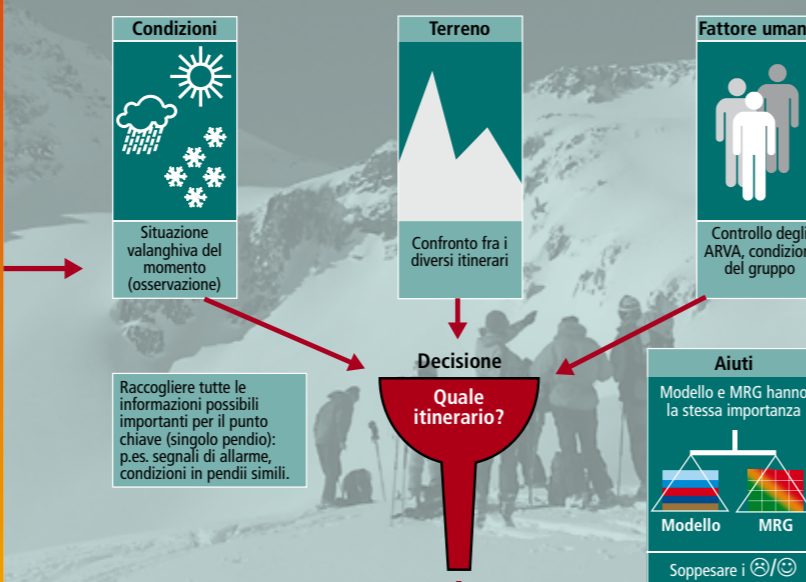 Condizioni
Situazione
valanghiva del
momento
(osservazione)
Terreno
Confronto fra i
diversi itinerari
Fattore uman
Controllo degli
ARVA, condizion
del gruppo
Raccogliere tutte le
informazioni possibili
importanti per il punto
chiave (singolo pendio):
p.es. segnali di allarme,
condizioni in pendii simili.
Decisione
Quale
itinerario?
Aiuti
Modello e MRG hanno
la stessa importanza
Modello MRG
Soppesare i ☹/☺